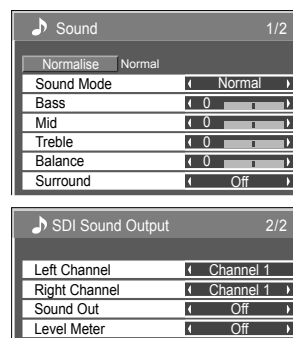 Sound 1/2
Normalise Normal
Sound Mode Normal
Bass 0
Mid 0
Treble 0
Balance 0
Surround Off
SDI Sound Output 2/2
Left Channel Channel 1
Right Channel Channel 1
Sound Out Off
Level Meter Off